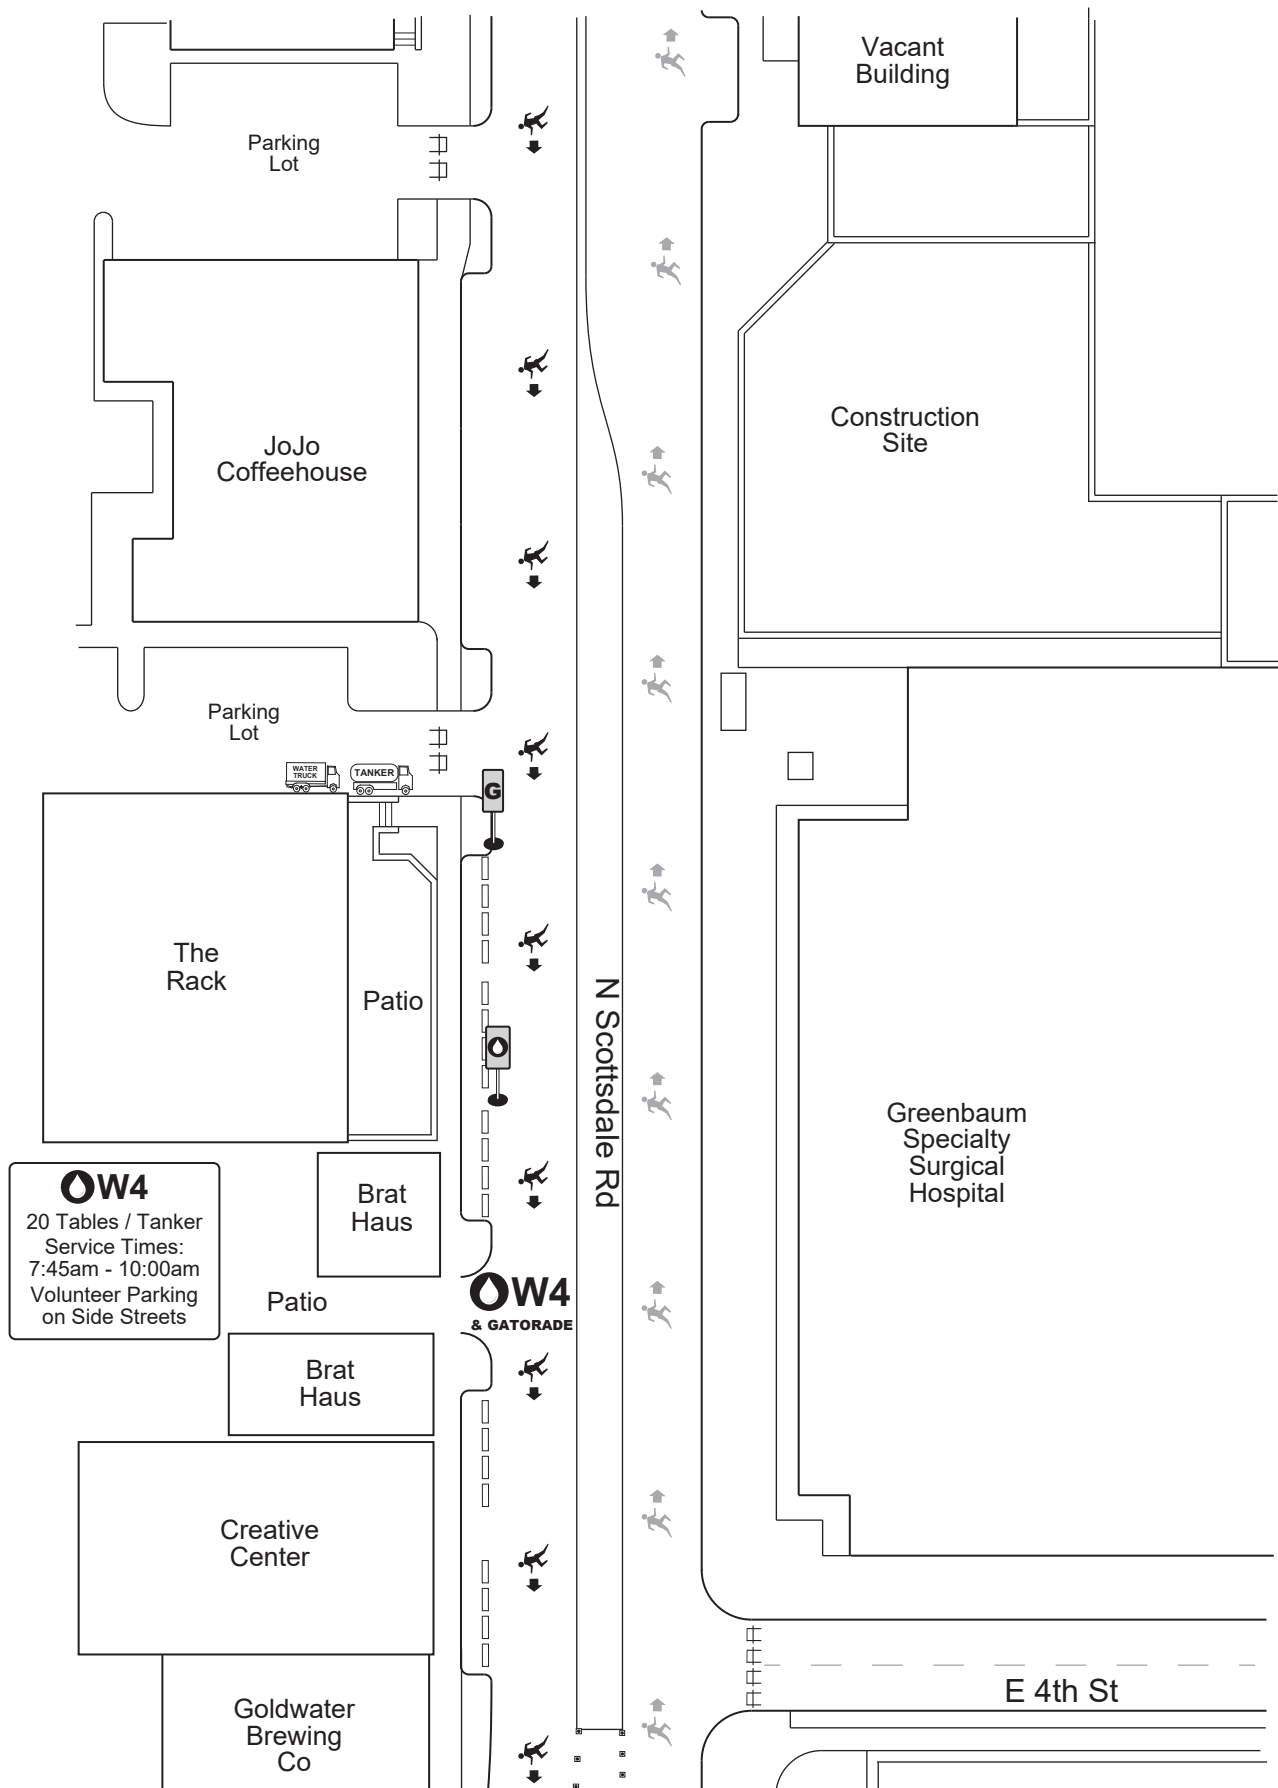 Vacant
Building
Parking
Lot
Construction
Site
JoJo
Coffeehouse
Parking
Lot
WATER
TRUCK
TANKER
G
The
Rack
Patio
N Scottsdale Rd
Greenbaum
Specialty
Surgical
Hospital
W4
20 Tables / Tanker
Service Times:
7:45am - 10:00am
Volunteer Parking
on Side Streets
Brat
Haus
Patio
W4
& GATORADE
Brat
Haus
Creative
Center
E 4th St
Goldwater
Brewing
Co